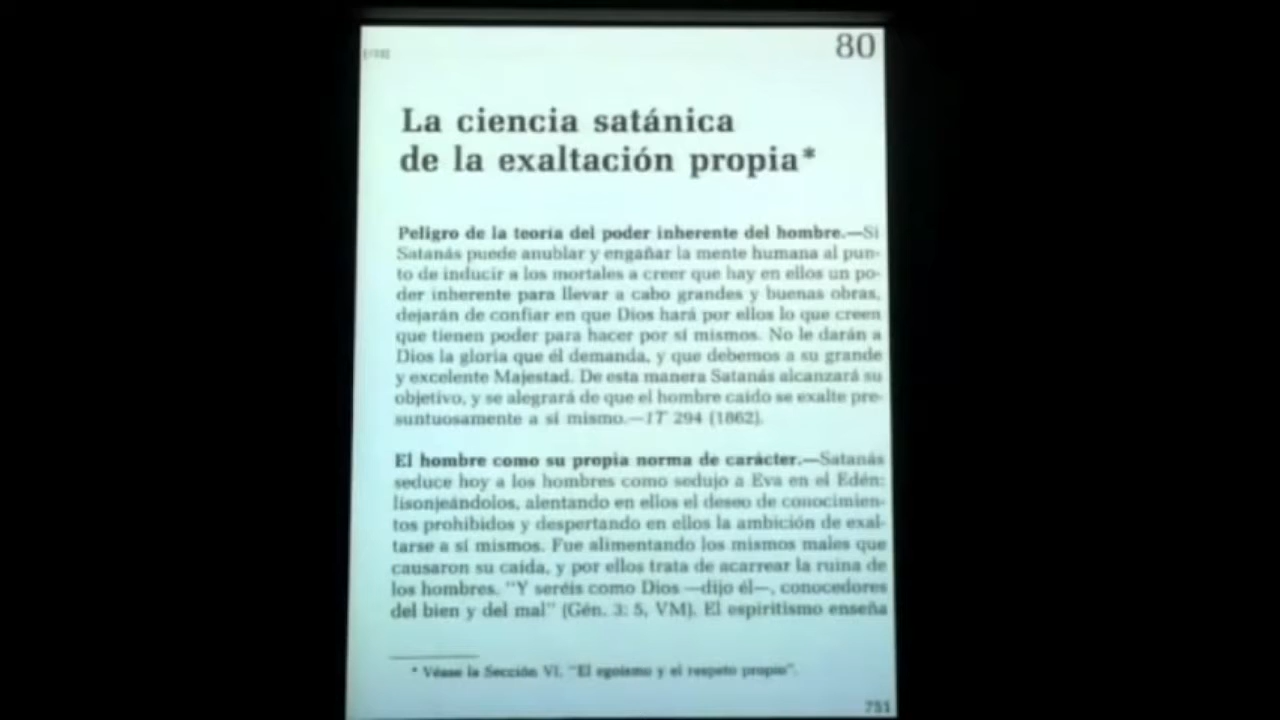 80
La ciencia satánica
de la exaltación propia*
Peligro de la teoría del poder inherente del hombre.—Si
Satanás puede anublar y engañar la mente humana al pun-
to de inducir a los mortales a creer que hay en ellos un po-
der inherente para llevar a cabo grandes y buenas obras,
dejarán de confiar en que Dios hará por ellos lo que creen
que tienen poder para hacer por sí mismos. No le darán a
Dios la gloria que él demanda, y que debemos a su grande
y excelente Majestad. De esta manera Satanás alcanzará su
objetivo, y se alegrará de que el hombre caído se exalte pre-
suntuosamente a sí mismo.—1T 294 (1862).
El hombre como su propia norma de carácter.—Satanás
seduce hoy a los hombres como sedujo a Eva en el Edén:
lisonjeándolos, alentando en ellos el deseo de conocimien-
tos prohibidos y despertando en ellos la ambición de exal-
tarse a sí mismos. Fue alimentando los mismos males que
causaron su caída, y por ellos trata de acarrear la ruina de
los hombres. "Y seréis como Dios —dijo él—, conocedores
del bien y del mal" (Gén. 3: 5, VM). El espiritismo enseña
* Véase la Sección VI, "El egoísmo y el respeto propio".
751